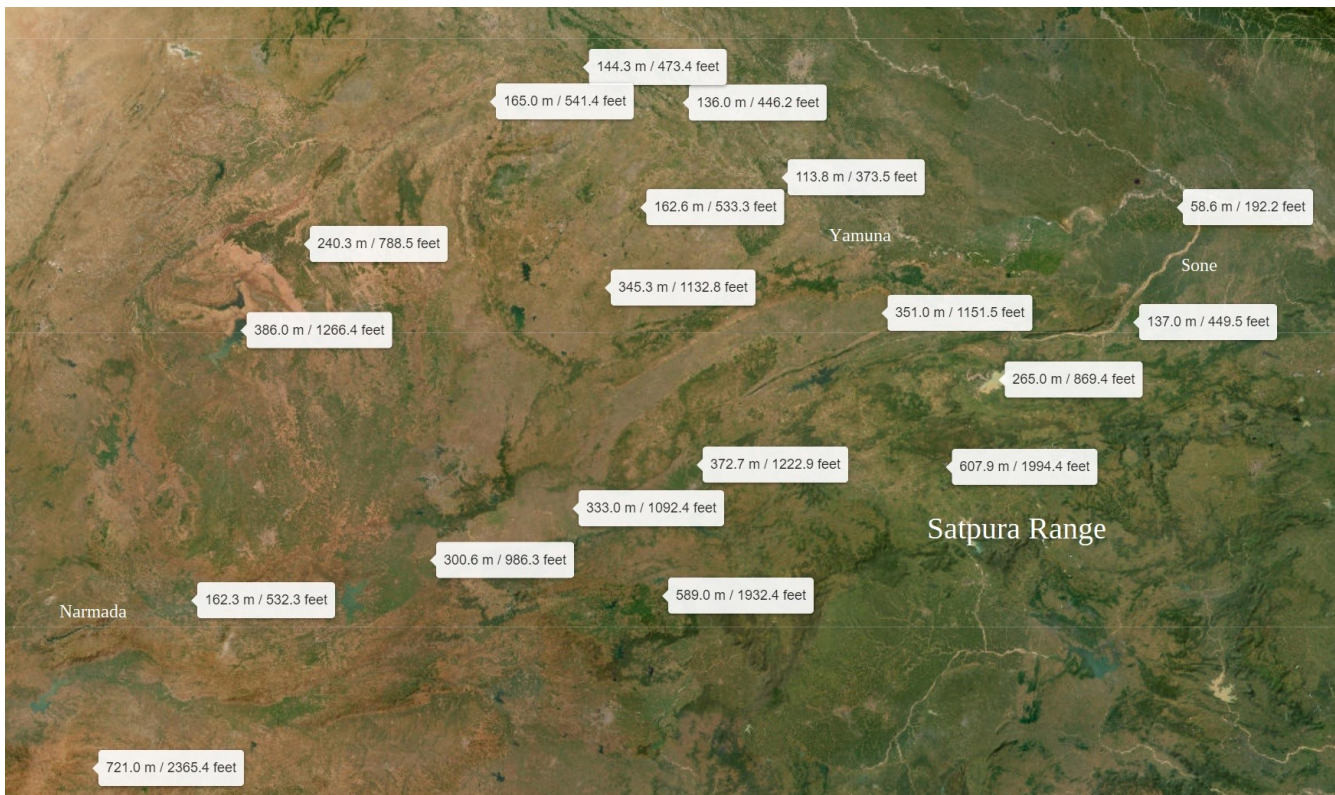 144.3 m / 473.4 feet
165.0 m / 541.4 feet
136.0 m / 446.2 feet
113.8 m / 373.5 feet
162.6 m / 533.3 feet
58.6 m / 192.2 feet
Yamuna
240.3 m / 788.5 feet
Sone
345.3 m / 1132.8 feet
351.0 m / 1151.5 feet
137.0 m / 449.5 feet
386.0 m / 1266.4 feet
265.0 m / 869.4 feet
372.7 m / 1222.9 feet
607.9 m / 1994.4 feet
333.0 m / 1092.4 feet
Satpura Range
300.6 m / 986.3 feet
589.0 m / 1932.4 feet
162.3 m / 532.3 feet
Narmada
721.0 m / 2365.4 feet